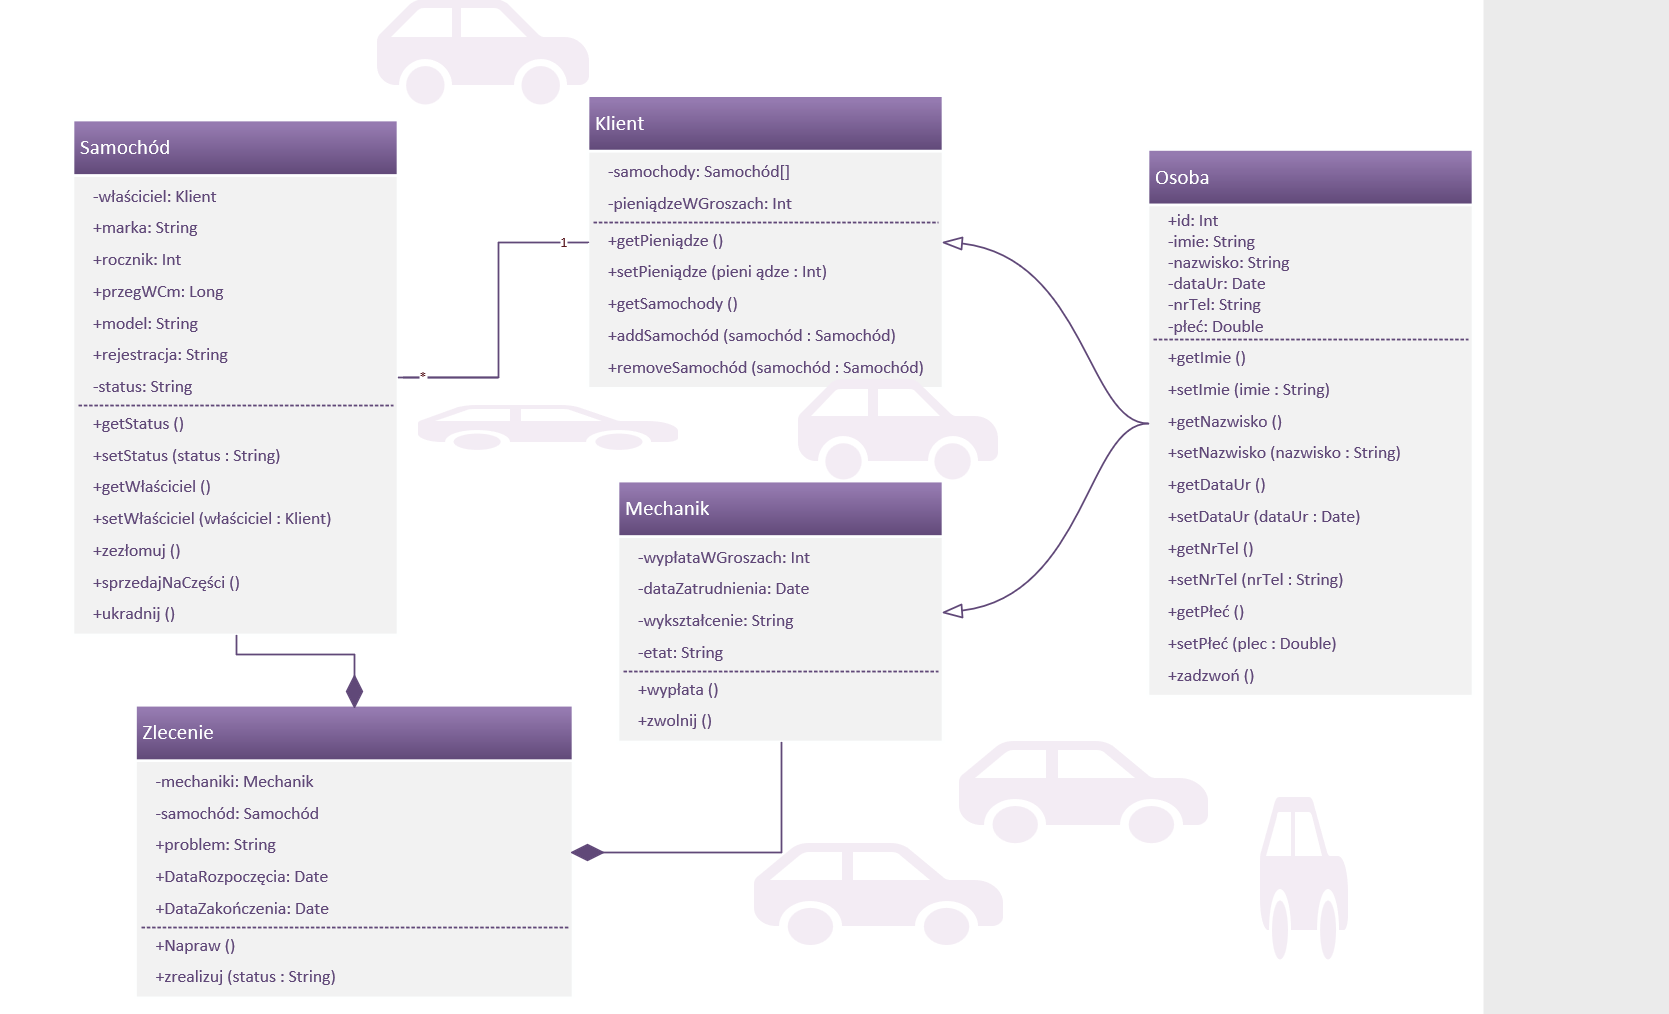 Samochód
-właściciel: Klient
+marka: String
+rocznik: Int
+przegWCm: Long
+model: String
+rejestracja: String
-status: String
+getStatus ()
+setStatus (status : String)
+getWłaściciel ()
+setWłaściciel (właściciel : Klient)
+zezłomuj ()
+sprzedajNaCzęści ()
+ukradnij ()
*
1
Klient
-samochody: Samochód[]
-pieniądzeWGroszach: Int
+getPieniądze ()
+setPieniądze (pieni ądze : Int)
+getSamochody ()
+addSamochód (samochód : Samochód)
+removeSamochód (samochód : Samochód)
Osoba
+id: Int
-imie: String
-nazwisko: String
-dataUr: Date
-nrTel: String
-płeć: Double
+getImie ()
+setImie (imie : String)
+getNazwisko ()
+setNazwisko (nazwisko : String)
+getDataUr ()
+setDataUr (dataUr : Date)
+getNrTel ()
+setNrTel (nrTel : String)
+getPłeć ()
+setPłeć (plec : Double)
+zadzwoń ()
Mechanik
-wypłataWGroszach: Int
-dataZatrudnienia: Date
-wykształcenie: String
-etat: String
+wypłata ()
+zwolnij ()
Zlecenie
-mechaniki: Mechanik
-samochód: Samochód
+problem: String
+DataRozpoczęcia: Date
+DataZakończenia: Date
+Napraw ()
+zrealizuj (status : String)